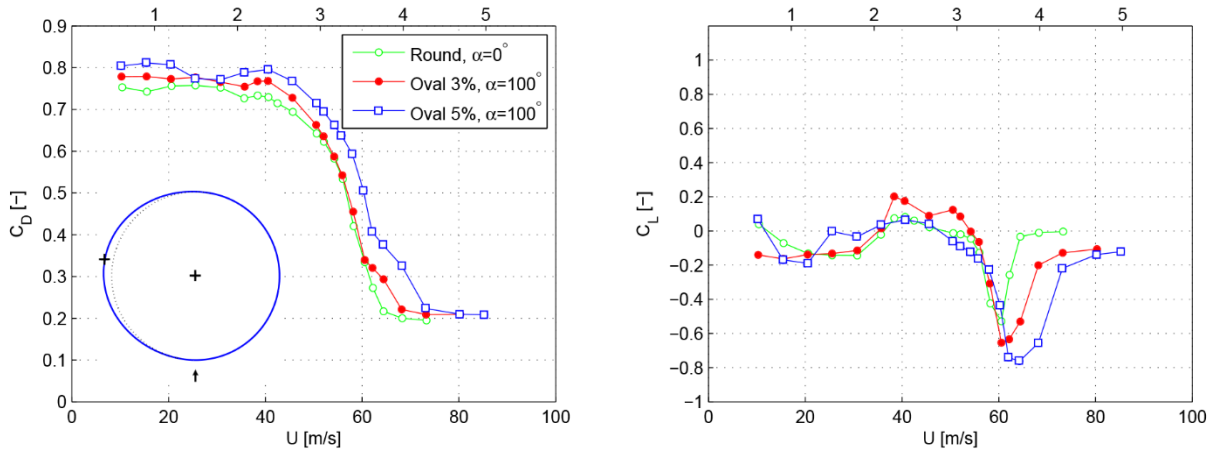 1 2 3 4 5
0.9
0.8
0.7
0.6
0.5
0.4
0.3
0.2
0.1
0
C_D [-]
Round, α=0°
Oval 3%, α=100°
Oval 5%, α=100°
0 20 40 60 80 100
U [m/s]
1 2 3 4 5
1
0.8
0.6
0.4
0.2
0
−0.2
−0.4
−0.6
−0.8
−1
C_L [-]
0 20 40 60 80 100
U [m/s]